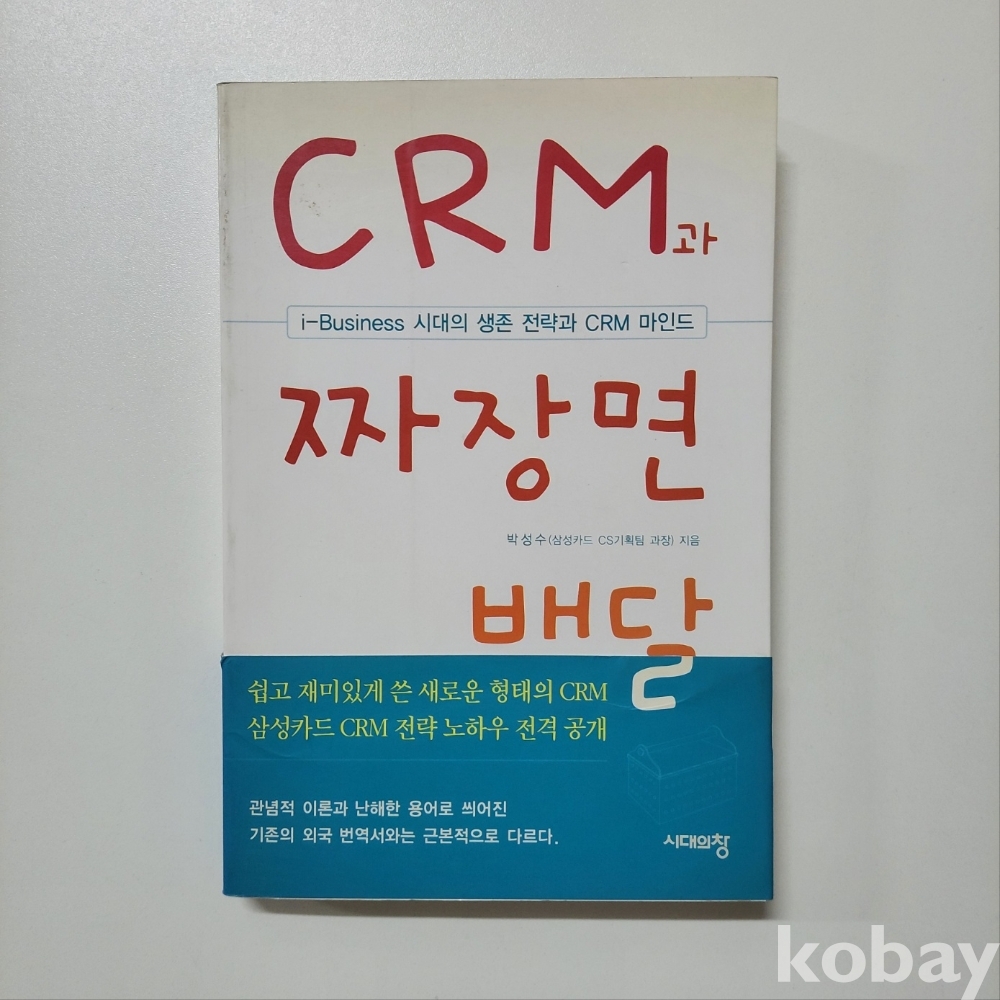 CRM과
i-Business 시대의 생존 전략과 CRM 마인드
짜장면
박성수(삼성카드 CS기획팀 과장) 지음
배달
쉽고 재미있게 쓴 새로운 형태의 CRM
삼성카드 CRM 전략 노하우 전격 공개
관념적 이론과 난해한 용어로 씌어진
기존의 외국 번역서와는 근본적으로 다르다.
시대의창
kobay